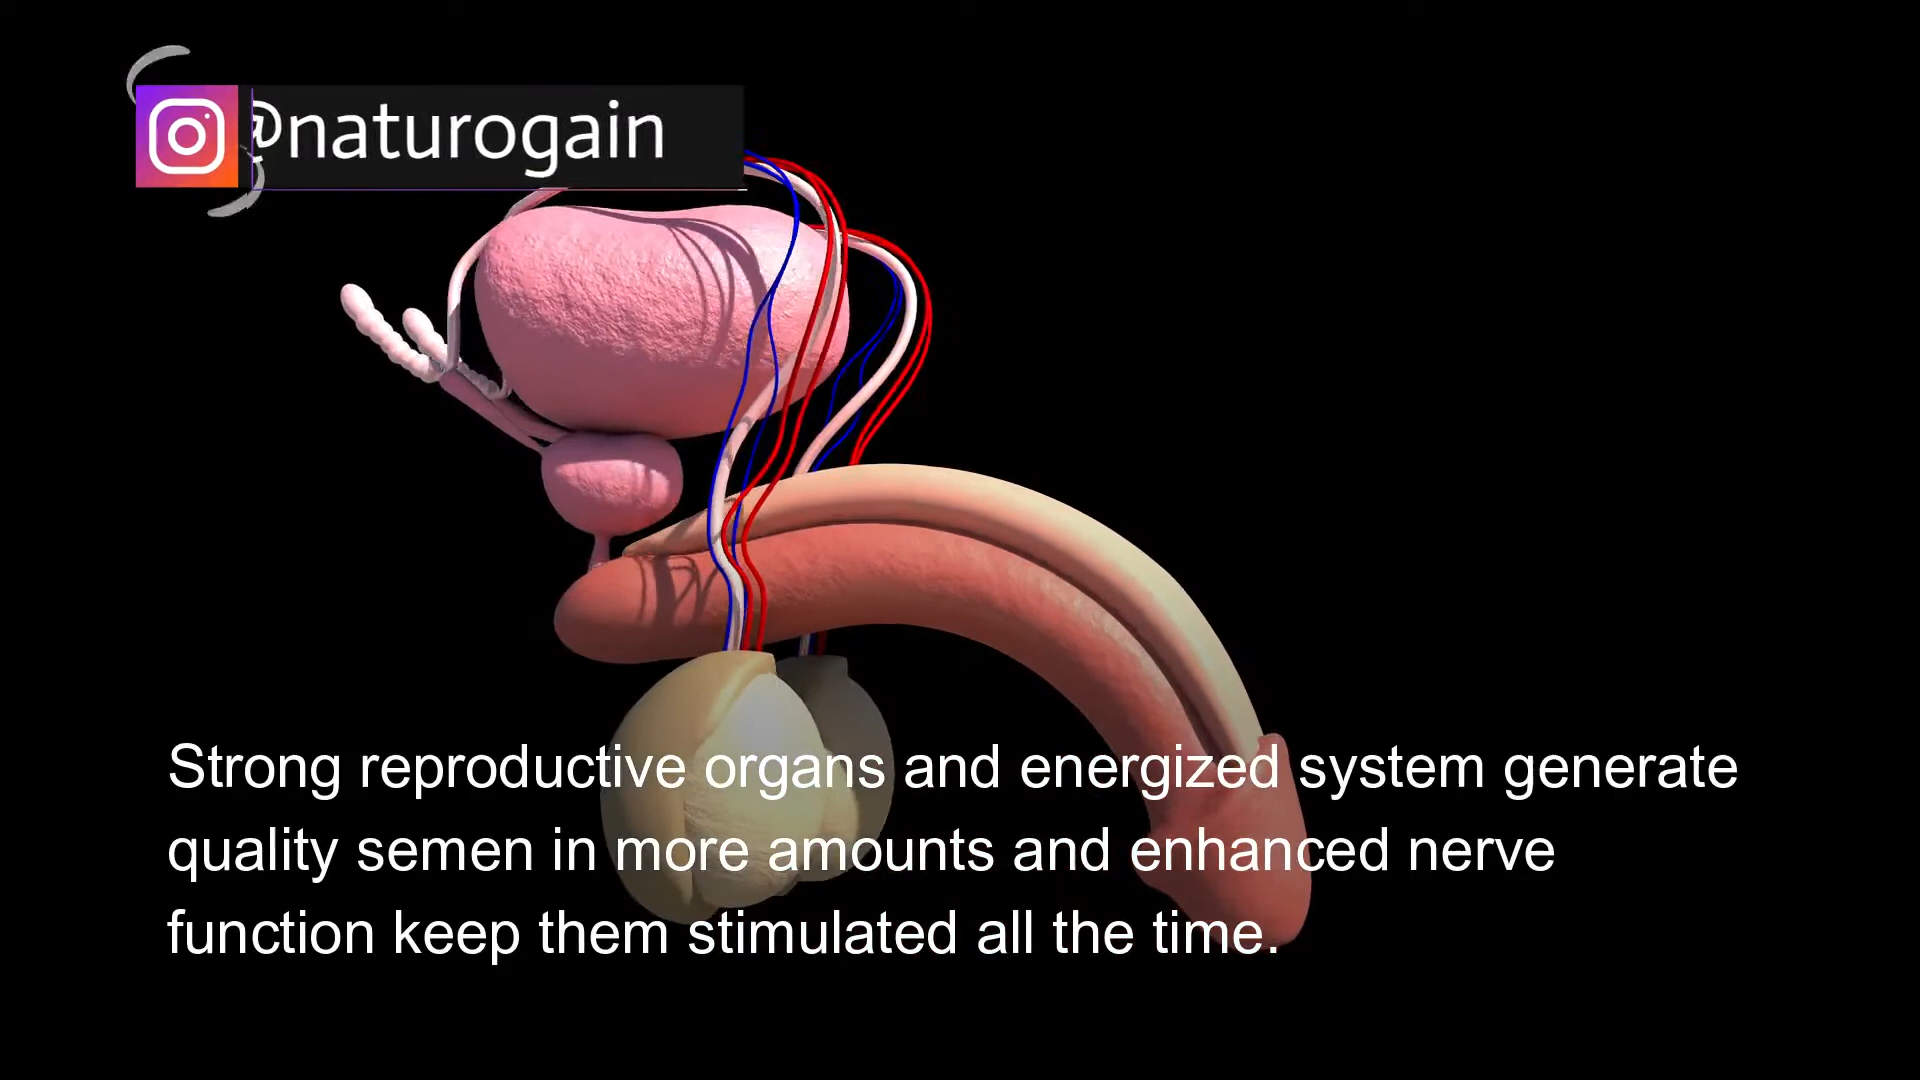 @naturogain
Strong reproductive organs and energized system generate
quality semen in more amounts and enhanced nerve
function keep them stimulated all the time.